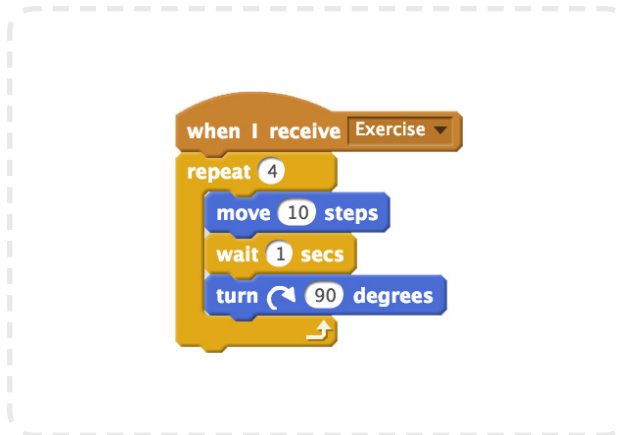 when I receive Exercise
repeat 4
move 10 steps
wait 1 secs
turn 90 degrees